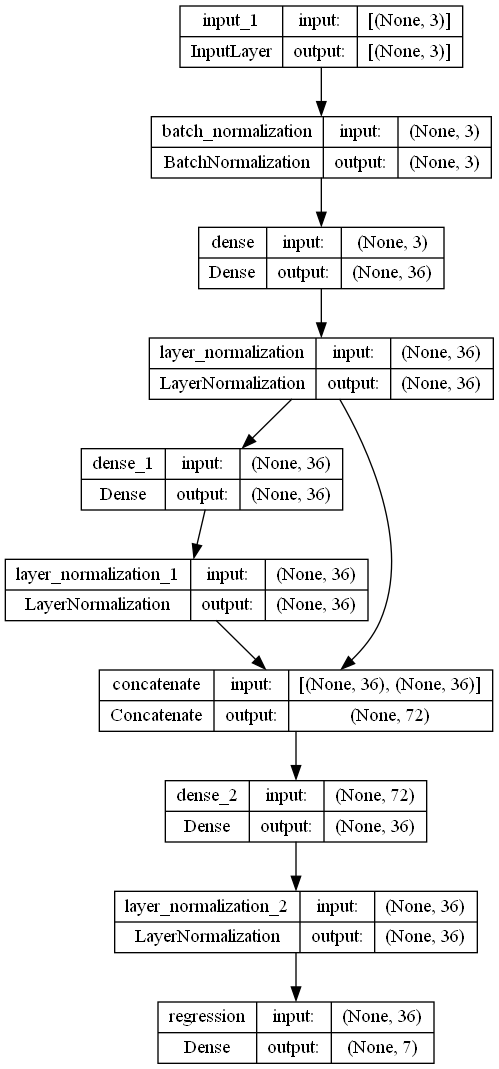 input_1 input: [(None, 3)]
InputLayer output: [(None, 3)]
batch_normalization input: (None, 3)
BatchNormalization output: (None, 3)
dense input: (None, 3)
Dense output: (None, 36)
layer_normalization input: (None, 36)
LayerNormalization output: (None, 36)
dense_1 input: (None, 36)
Dense output: (None, 36)
layer_normalization_1 input: (None, 36)
LayerNormalization output: (None, 36)
concatenate input: [(None, 36), (None, 36)]
Concatenate output: (None, 72)
dense_2 input: (None, 72)
Dense output: (None, 36)
layer_normalization_2 input: (None, 36)
LayerNormalization output: (None, 36)
regression input: (None, 36)
Dense output: (None, 7)